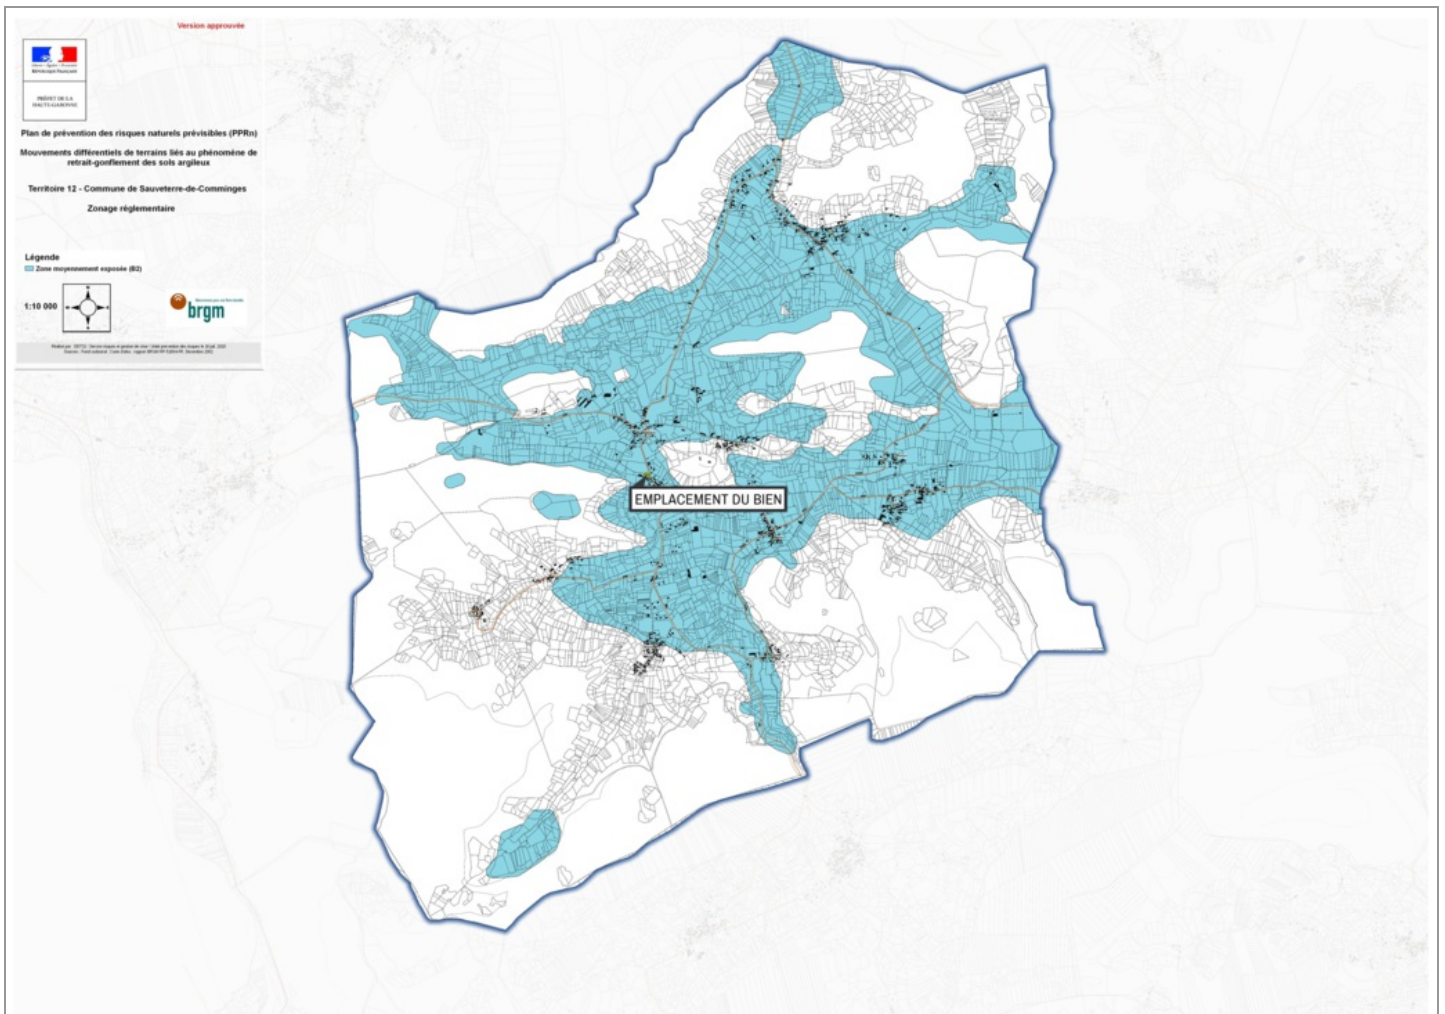 Version approuvée
RÉPUBLIQUE FRANÇAISE
PRÉFET DE LA
HAUTE-GARONNE
Plan de prévention des risques naturels prévisibles (PPRn)
Mouvements différentiels de terrains liés au phénomène de
retrait-gonflement des sols argileux
Territoire 12 - Commune de Sauveterre-de-Comminges
Zonage réglementaire
Légende
Zone moyennement exposée (B2)
1:10 000
brgm
EMPLACEMENT DU BIEN